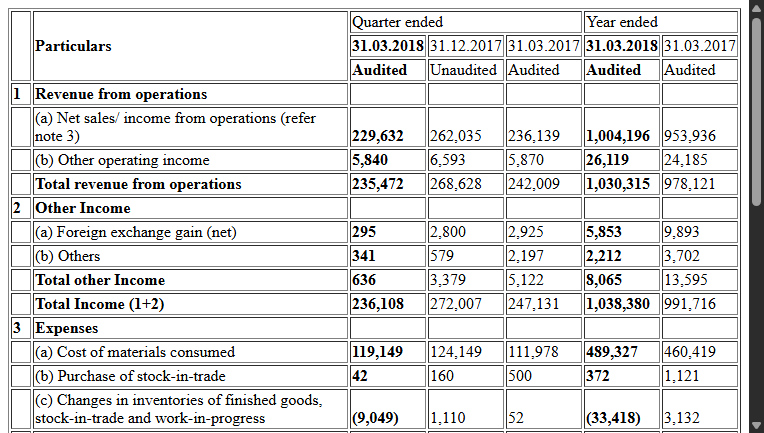 Particulars Quarter ended Year ended
31.03.2018 31.12.2017 31.03.2017 31.03.2018 31.03.2017
Audited Unaudited Audited Audited Audited
1 Revenue from operations
(a) Net sales/ income from operations (refer
note 3) 229,632 262,035 236,139 1,004,196 953,936
(b) Other operating income 5,840 6,593 5,870 26,119 24,185
Total revenue from operations 235,472 268,628 242,009 1,030,315 978,121
2 Other Income
(a) Foreign exchange gain (net) 295 2,800 2,925 5,853 9,893
(b) Others 341 579 2,197 2,212 3,702
Total other Income 636 3,379 5,122 8,065 13,595
Total Income (1+2) 236,108 272,007 247,131 1,038,380 991,716
3 Expenses
(a) Cost of materials consumed 119,149 124,149 111,978 489,327 460,419
(b) Purchase of stock-in-trade 42 160 500 372 1,121
(c) Changes in inventories of finished goods,
stock-in-trade and work-in-progress (9,049) 1,110 52 (33,418) 3,132